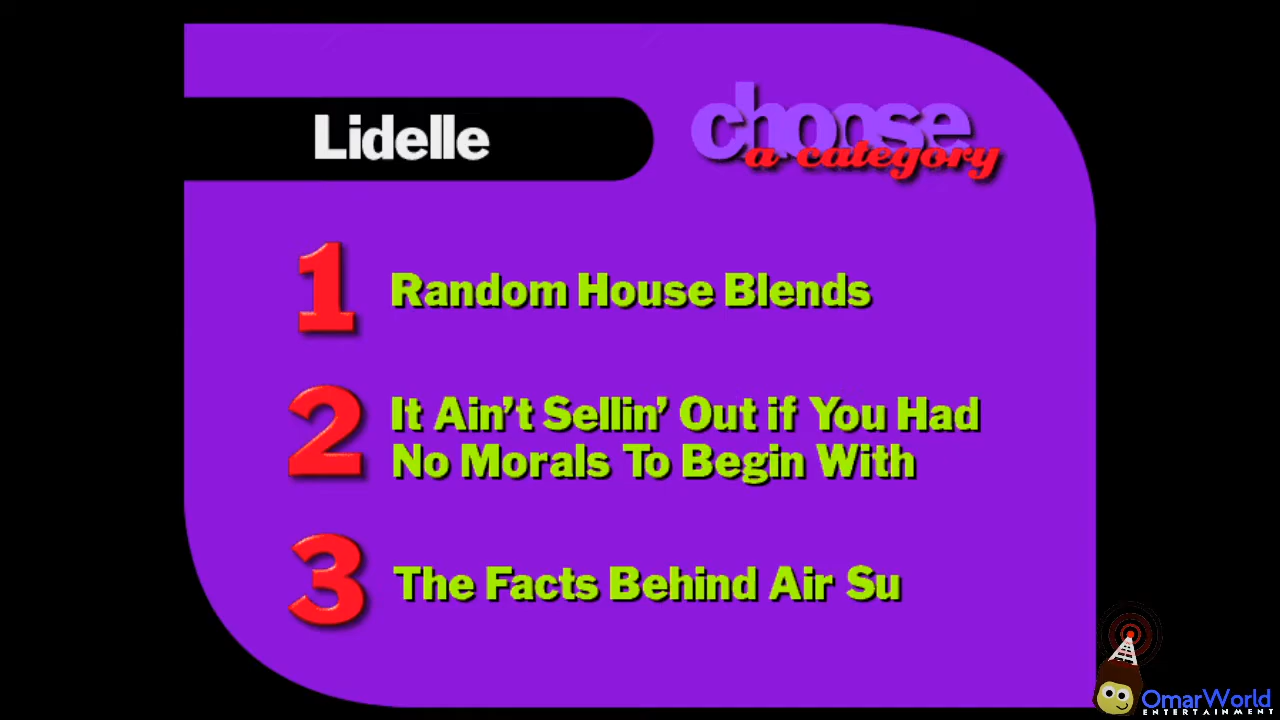 Lidelle
choose
a category
1
Random House Blends
2
It Ain't Sellin' Out if You Had
No Morals To Begin With
3
The Facts Behind Air Su
OmarWorld
ENTERTAINMENT